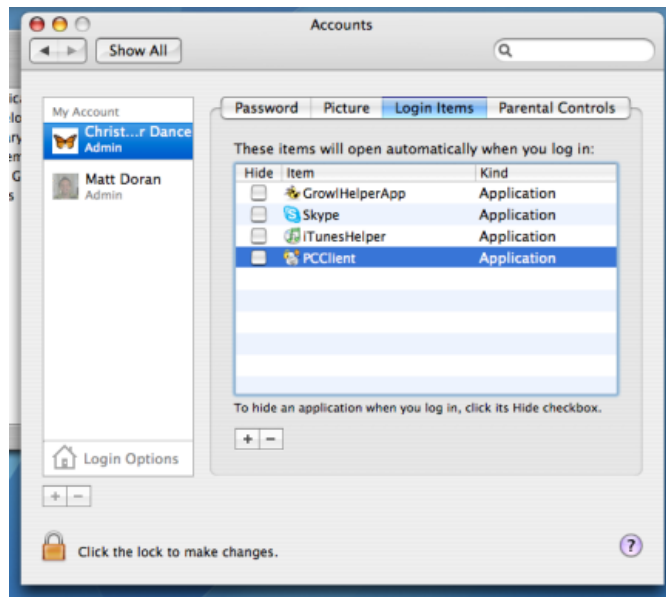 Accounts
Show All
My Account
Christ...r Dance
Admin
Matt Doran
Admin
Login Options
Password Picture Login Items Parental Controls
These items will open automatically when you log in:
Hide Item Kind
GrowlHelperApp Application
Skype Application
iTunesHelper Application
PCClient Application
To hide an application when you log in, click its Hide checkbox.
+ −
+ −
Click the lock to make changes.
?